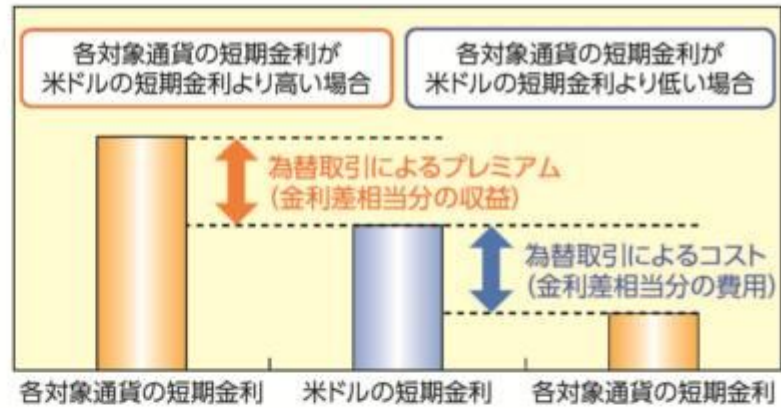 各対象通貨の短期金利が
米ドルの短期金利より高い場合
各対象通貨の短期金利が
米ドルの短期金利より低い場合
為替取引によるプレミアム
(金利差相当分の収益)
為替取引によるコスト
(金利差相当分の費用)
各対象通貨の短期金利
米ドルの短期金利
各対象通貨の短期金利